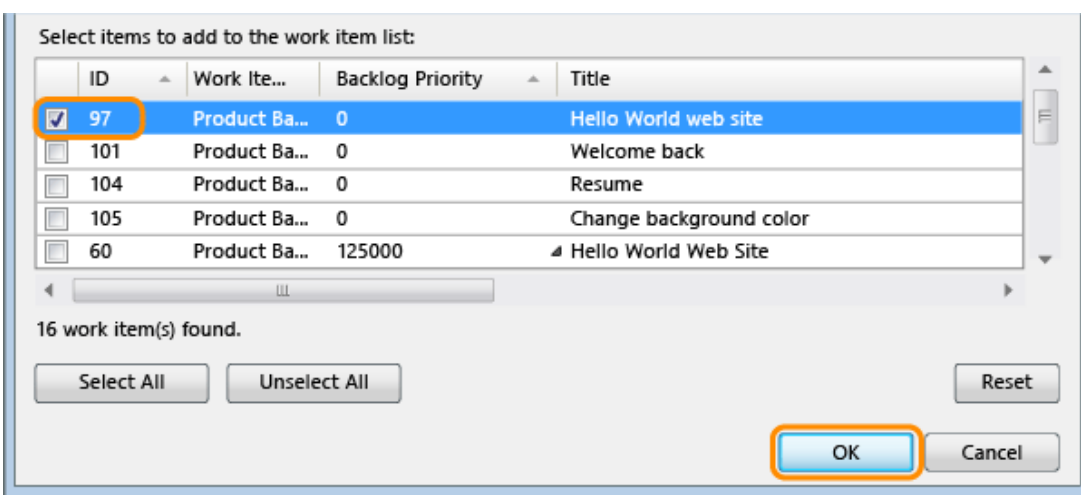 Select items to add to the work item list:
ID Work Ite... Backlog Priority Title
97 Product Ba... 0 Hello World web site
101 Product Ba... 0 Welcome back
104 Product Ba... 0 Resume
105 Product Ba... 0 Change background color
60 Product Ba... 125000 Hello World Web Site
16 work item(s) found.
Select All Unselect All Reset
OK Cancel